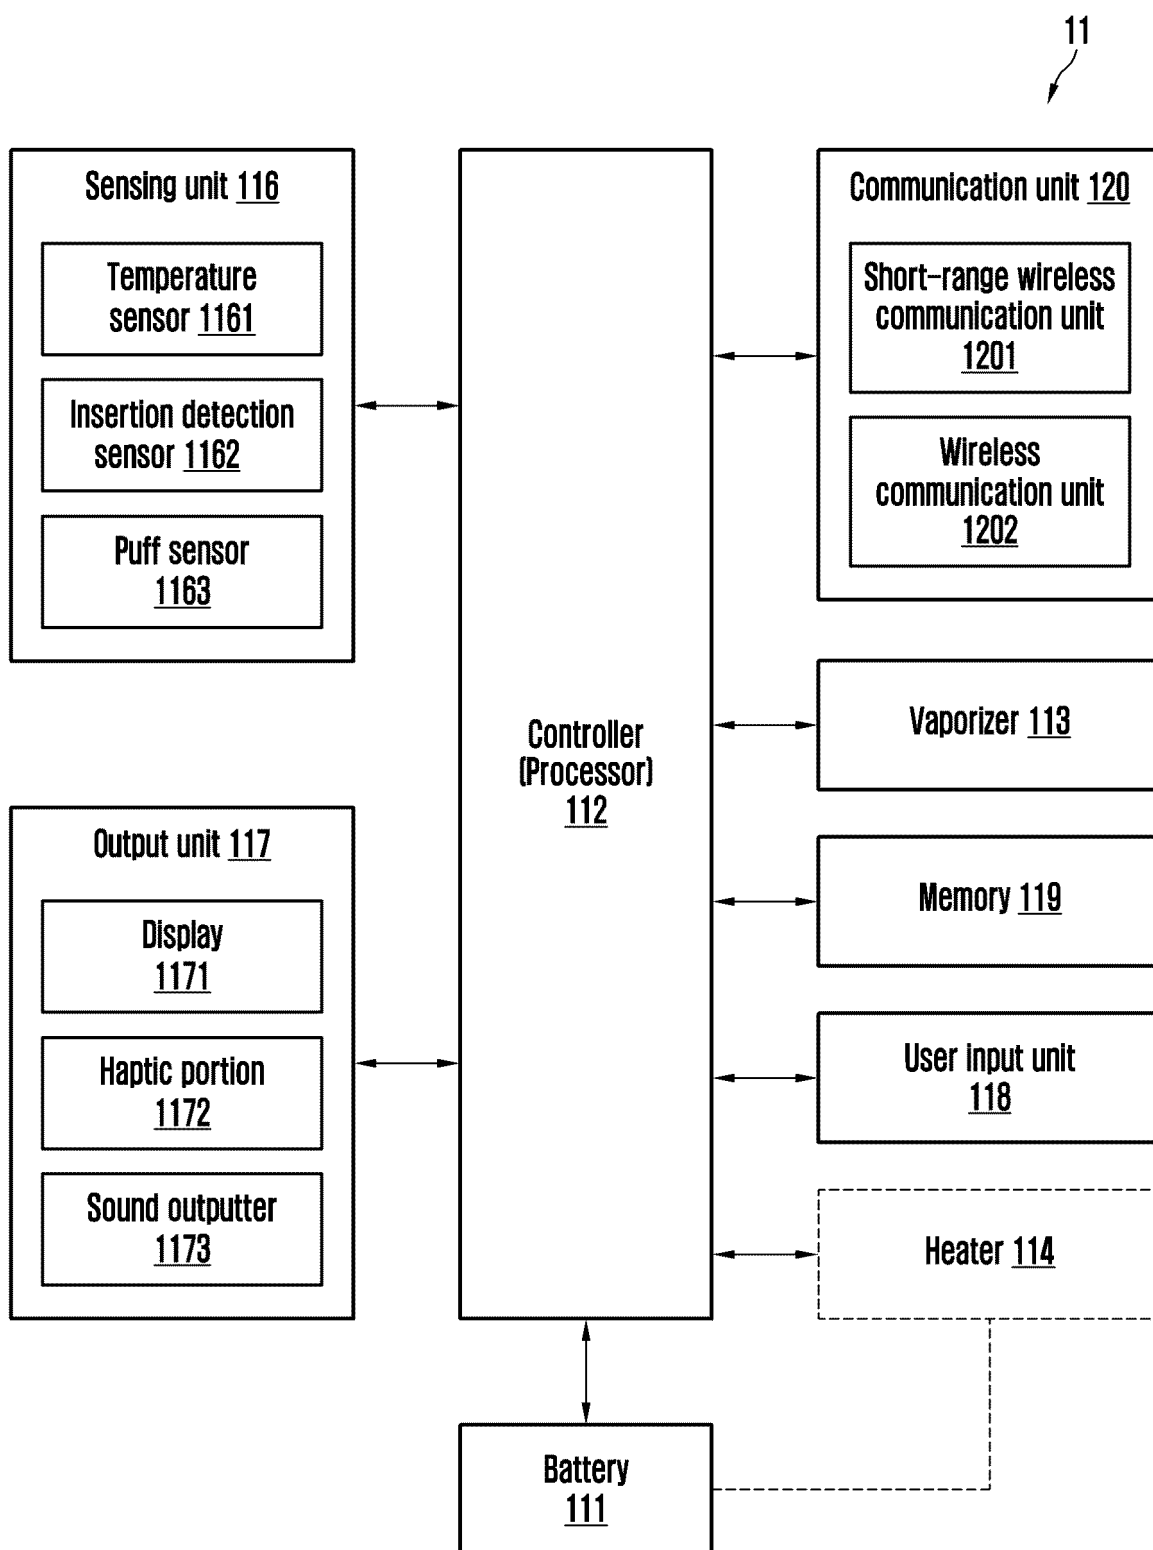 11
Sensing unit 116
Temperature
sensor 1161
Insertion detection
sensor 1162
Puff sensor
1163
Output unit 117
Display
1171
Haptic portion
1172
Sound outputter
1173
Controller
(Processor)
112
Battery
111
Communication unit 120
Short-range wireless
communication unit
1201
Wireless
communication unit
1202
Vaporizer 113
Memory 119
User input unit
118
Heater 114